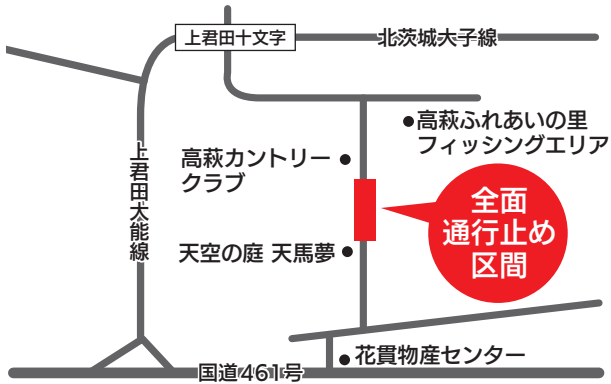 上君田十文字
北茨城大子線
高萩ふれあいの里
フィッシングエリア
上君田大能線
高萩カントリー
クラブ
全面
通行止め
区間
天空の庭 天馬夢
花貫物産センター
国道461号